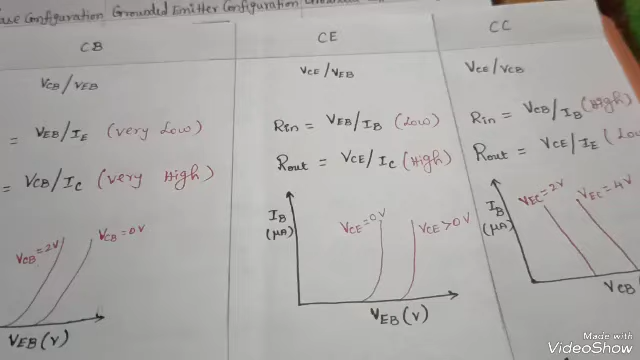 Base Configuration Grounded Emitter Configuration
CB
VCB/VEB
= VEB/IE (very Low)
= VCB/IC (very High)
VCB=2V
VCB=0V
VEB(V)
CE
VCE/VEB
Rin = VEB/IB (Low)
Rout = VCE/IC (High)
IB
(μA)
VCE=0V
VCE>0V
VEB(V)
CC
VCE/VCB
Rin = VCB/IB (High)
Rout = VCE/IE
IB
(μA)
VEC=2V
VEC=4V
VCB
Made with
VideoShow